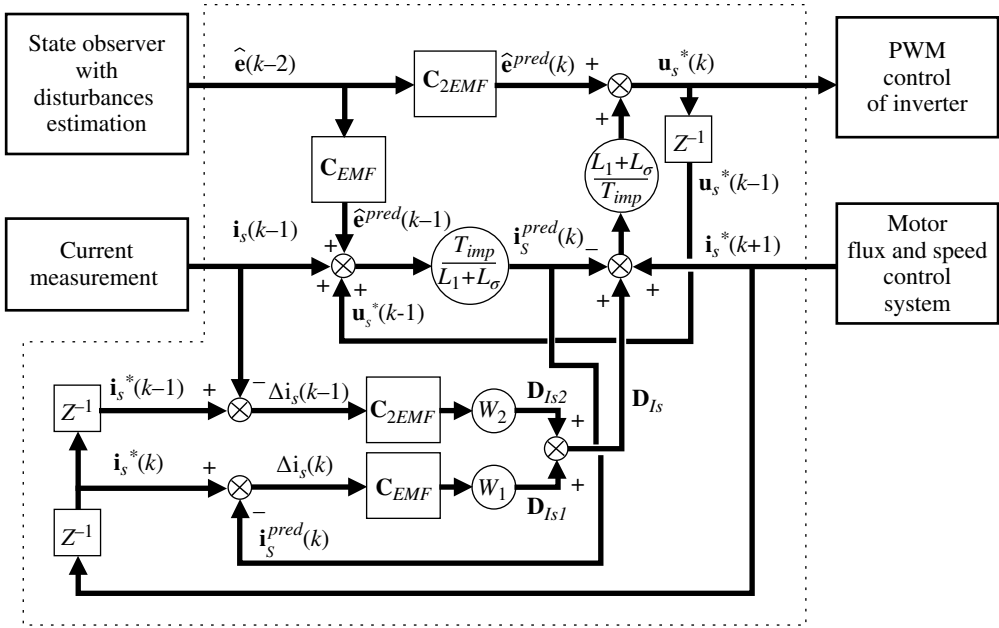 State observer
with
disturbances
estimation
ê(k–2)
C2EMF
ê^pred(k)
+
u_s*(k)
PWM
control
of inverter
+
Z⁻¹
C_EMF
L₁+Lσ
T_imp
u_s*(k–1)
ê^pred(k–1)
i_s(k–1)
Current
measurement
+
+
+
T_imp
L₁+Lσ
i_S^pred(k)
–
i_s*(k+1)
+
+
Motor
flux and speed
control
system
u_s*(k-1)
Z⁻¹
i_s*(k–1)
+
–
Δi_s(k–1)
C2EMF
W₂
D_Is2
+
D_Is
i_s*(k)
+
–
Δi_s(k)
C_EMF
W₁
D_Is1
+
Z⁻¹
i_S^pred(k)